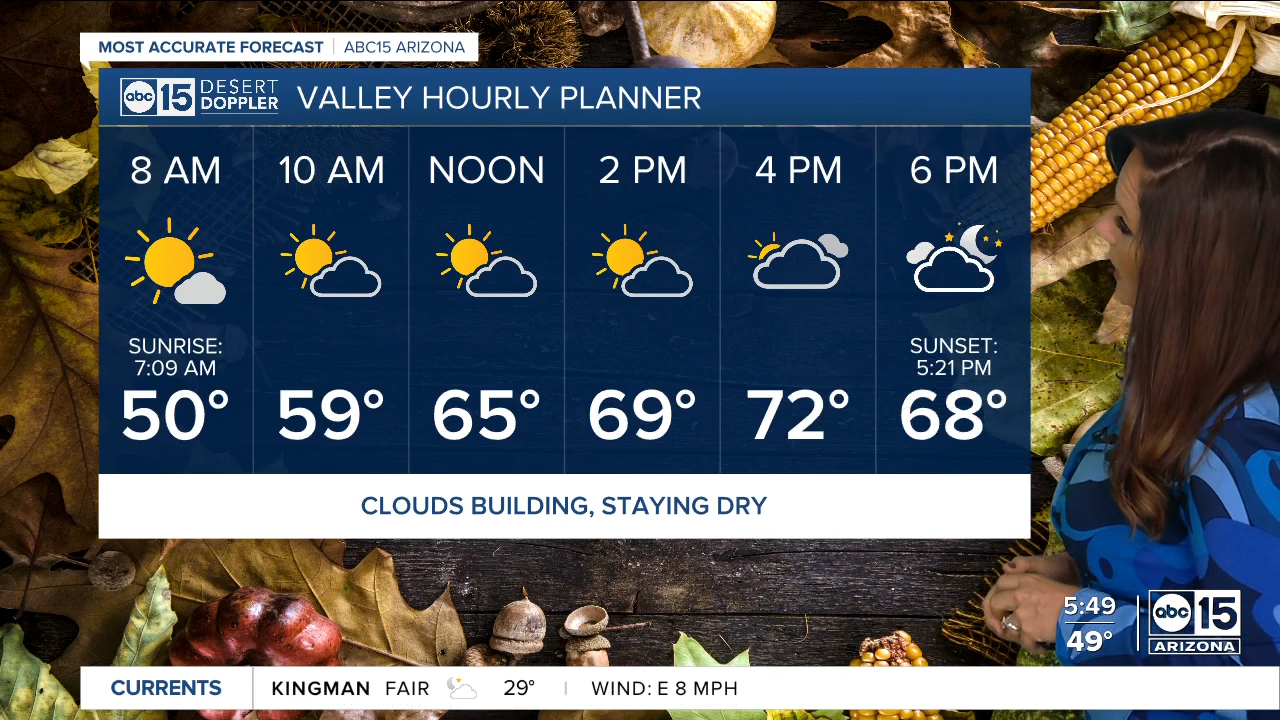 MOST ACCURATE FORECAST | ABC15 ARIZONA
abc 15 DESERT DOPPLER VALLEY HOURLY PLANNER
8 AM 10 AM NOON 2 PM 4 PM 6 PM
SUNRISE: SUNSET:
7:09 AM 5:21 PM
50° 59° 65° 69° 72° 68°
CLOUDS BUILDING, STAYING DRY
5:49
49°
abc 15
ARIZONA
CURRENTS KINGMAN FAIR 29° | WIND: E 8 MPH